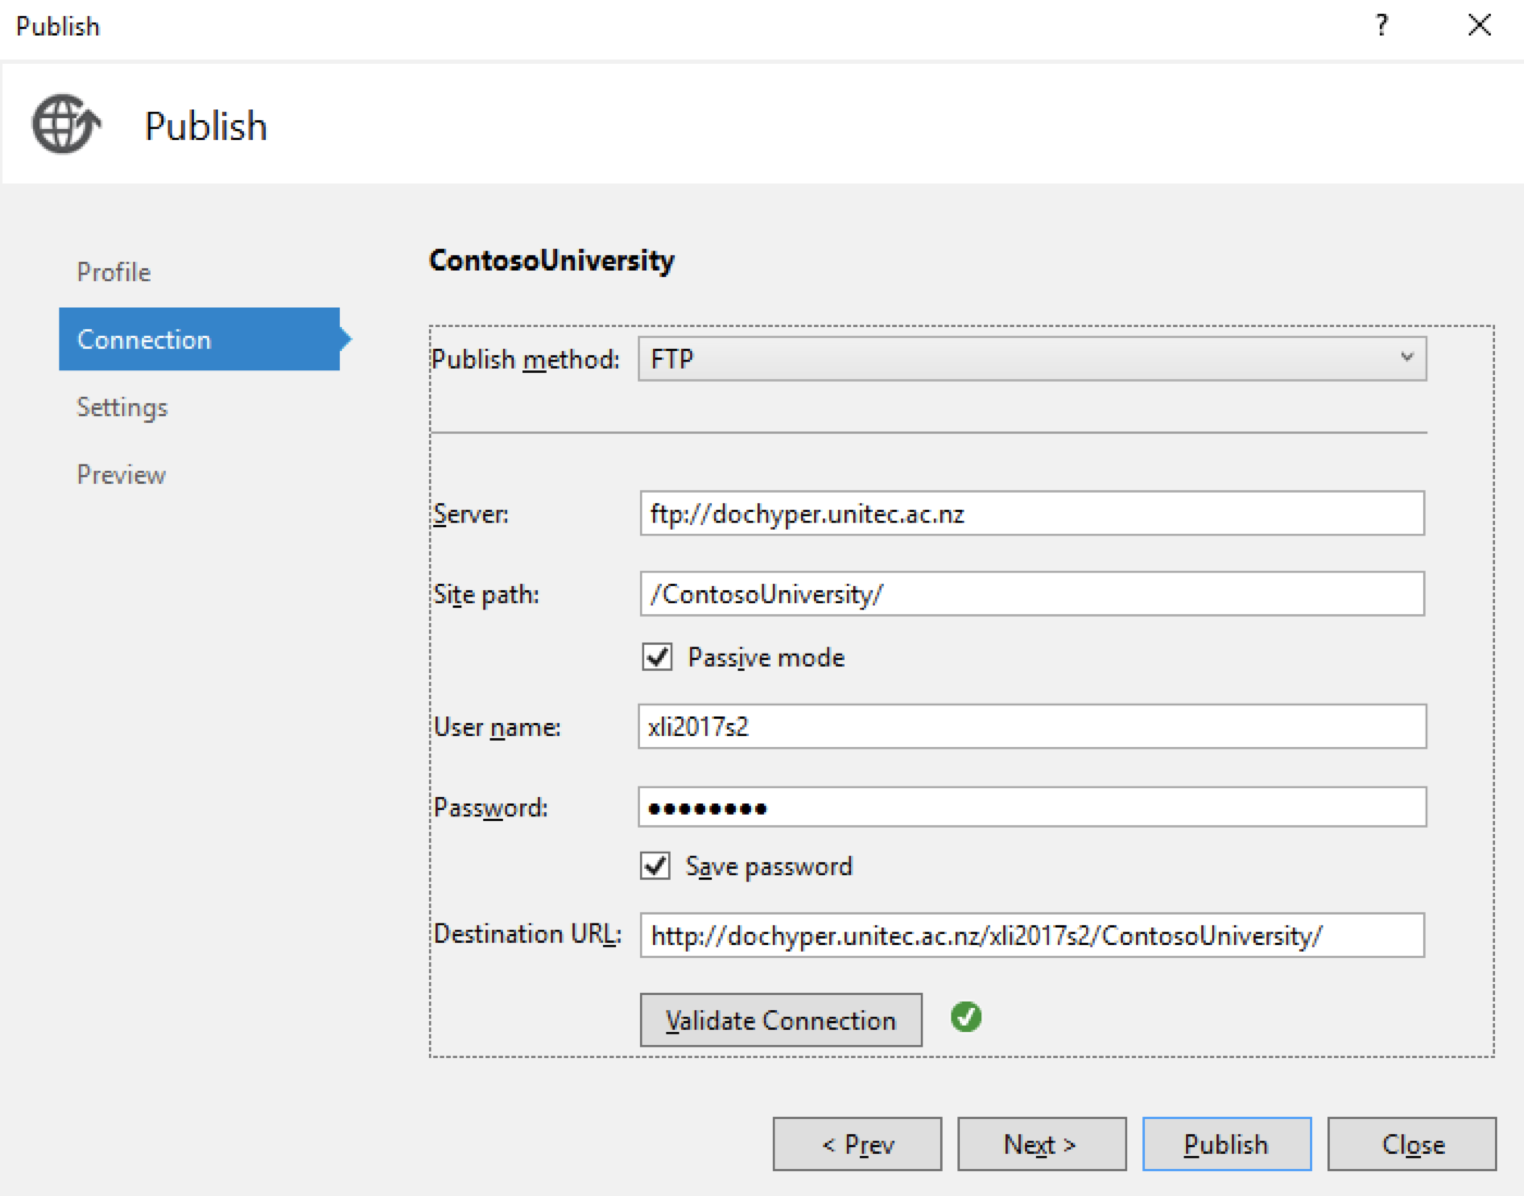 Publish ?
Publish
Profile
Connection
Settings
Preview
ContosoUniversity
Publish method: FTP
Server: ftp://dochyper.unitec.ac.nz
Site path: /ContosoUniversity/
Passive mode
User name: xli2017s2
Password: ••••••••
Save password
Destination URL: http://dochyper.unitec.ac.nz/xli2017s2/ContosoUniversity/
Validate Connection
< Prev Next > Publish Close